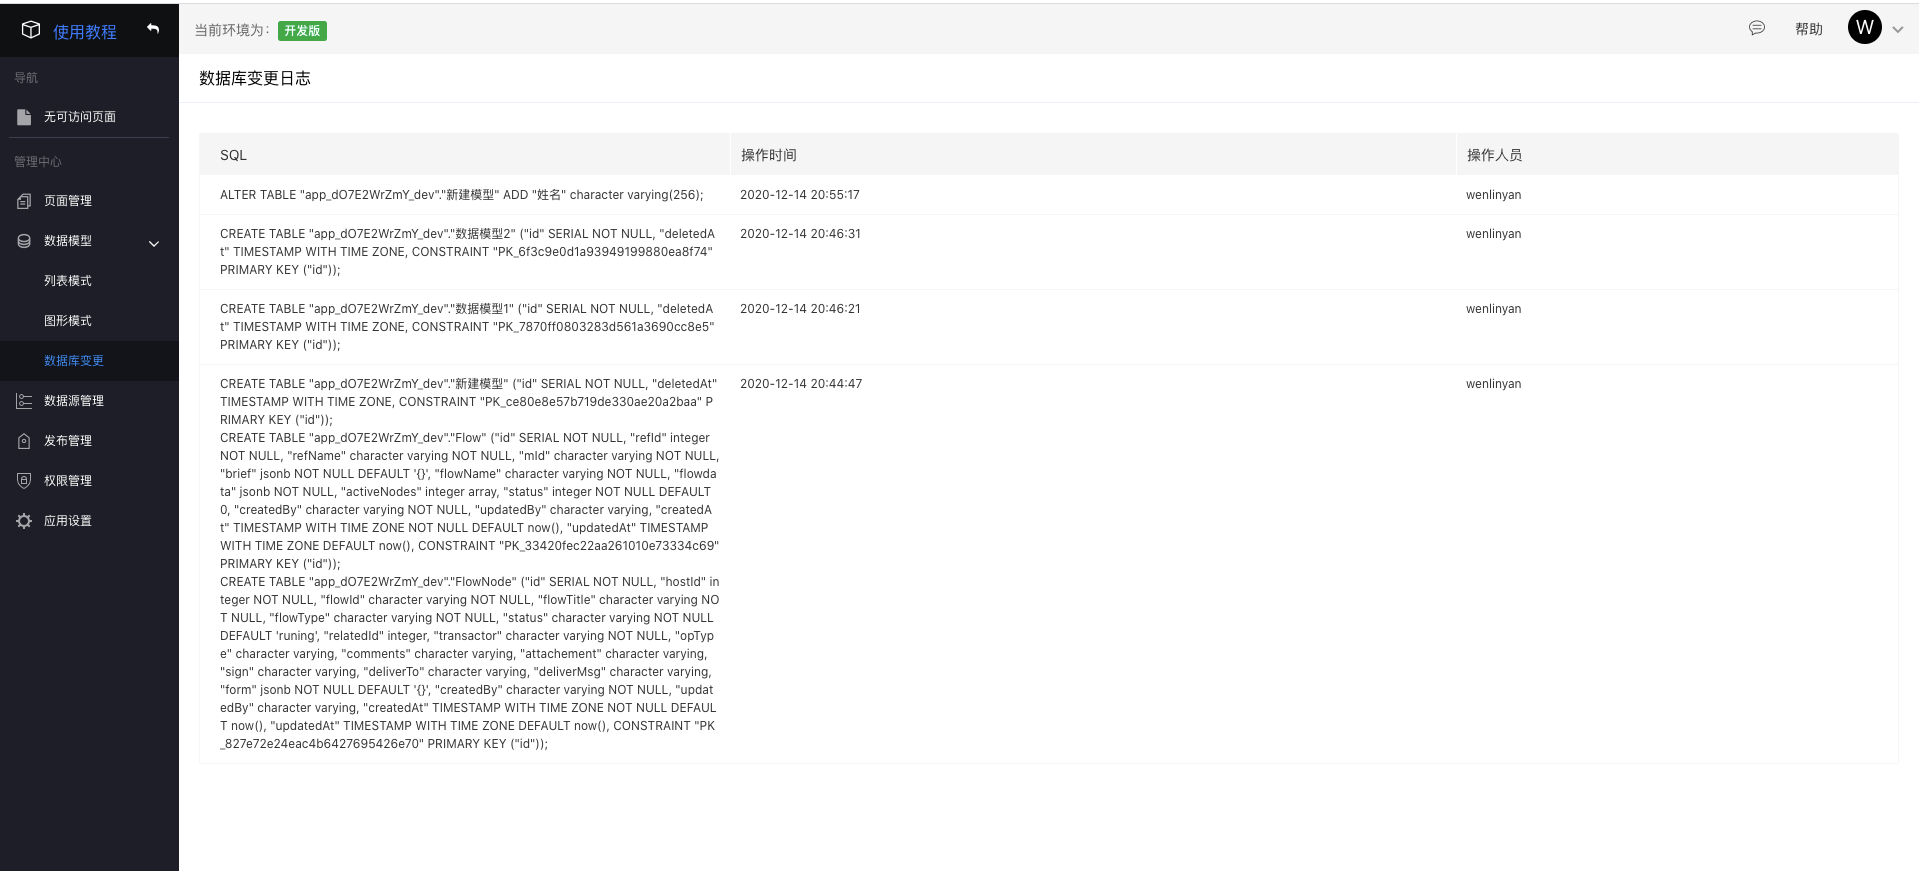 使用教程
当前环境为：
开发版
帮助
W
导航
无可访问页面
管理中心
页面管理
数据模型
列表模式
图形模式
数据库变更
数据源管理
发布管理
权限管理
应用设置
数据库变更日志
SQL 操作时间 操作人员
ALTER TABLE "app_dO7E2WrZmY_dev"."新建模型" ADD "姓名" character varying(256); 2020-12-14 20:55:17 wenlinyan
CREATE TABLE "app_dO7E2WrZmY_dev"."数据模型2" ("id" SERIAL NOT NULL, "deletedA 2020-12-14 20:46:31 wenlinyan
t" TIMESTAMP WITH TIME ZONE, CONSTRAINT "PK_6f3c9e0d1a93949199880ea8f74"
PRIMARY KEY ("id"));
CREATE TABLE "app_dO7E2WrZmY_dev"."数据模型1" ("id" SERIAL NOT NULL, "deletedA 2020-12-14 20:46:21 wenlinyan
t" TIMESTAMP WITH TIME ZONE, CONSTRAINT "PK_7870ff0803283d561a3690cc8e5"
PRIMARY KEY ("id"));
CREATE TABLE "app_dO7E2WrZmY_dev"."新建模型" ("id" SERIAL NOT NULL, "deletedAt" 2020-12-14 20:44:47 wenlinyan
TIMESTAMP WITH TIME ZONE, CONSTRAINT "PK_ce80e8e57b719de330ae20a2baa" P
RIMARY KEY ("id"));
CREATE TABLE "app_dO7E2WrZmY_dev"."Flow" ("id" SERIAL NOT NULL, "refId" integer
NOT NULL, "refName" character varying NOT NULL, "mId" character varying NOT NULL,
"brief" jsonb NOT NULL DEFAULT '{}', "flowName" character varying NOT NULL, "flowda
ta" jsonb NOT NULL, "activeNodes" integer array, "status" integer NOT NULL DEFAULT
0, "createdBy" character varying NOT NULL, "updatedBy" character varying, "createdA
t" TIMESTAMP WITH TIME ZONE NOT NULL DEFAULT now(), "updatedAt" TIMESTAMP
WITH TIME ZONE DEFAULT now(), CONSTRAINT "PK_33420fec22aa261010e73334c69"
PRIMARY KEY ("id"));
CREATE TABLE "app_dO7E2WrZmY_dev"."FlowNode" ("id" SERIAL NOT NULL, "hostId" in
teger NOT NULL, "flowId" character varying NOT NULL, "flowTitle" character varying NO
T NULL, "flowType" character varying NOT NULL, "status" character varying NOT NULL
DEFAULT 'runing', "relatedId" integer, "transactor" character varying NOT NULL, "opTyp
e" character varying, "comments" character varying, "attachement" character varying,
"sign" character varying, "deliverTo" character varying, "deliverMsg" character varying,
"form" jsonb NOT NULL DEFAULT '{}', "createdBy" character varying NOT NULL, "updat
edBy" character varying, "createdAt" TIMESTAMP WITH TIME ZONE NOT NULL DEFAUL
T now(), "updatedAt" TIMESTAMP WITH TIME ZONE DEFAULT now(), CONSTRAINT "PK
_827e72e24eac4b6427695426e70" PRIMARY KEY ("id"));